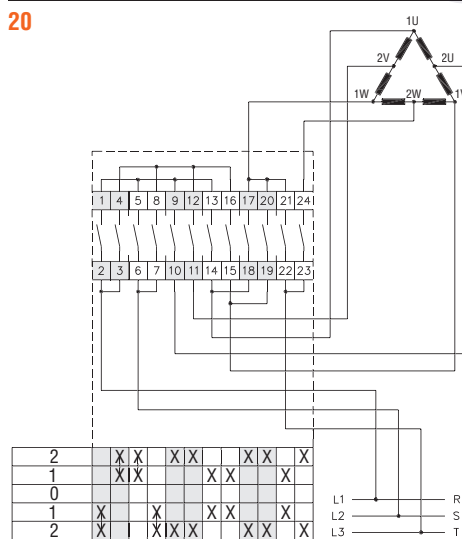 20
1U
2V 2U
1W 2W 1V
1 4 5 8 9 12 13 16 17 20 21 24
2 3 6 7 10 11 14 15 18 19 22 23
2 X X X X X X X
1 X X X X X
0
L1 R
1 X X X X X
L2 S
2 X X X X X X X
L3 T